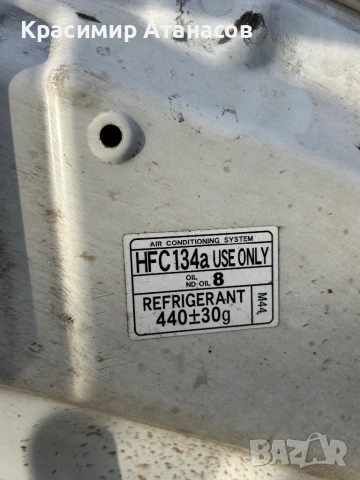 Красимир Атанасов
AIR CONDITIONING SYSTEM
HFC134a USE ONLY
OIL
ND-OIL 8
REFRIGERANT
440±30g
M44
BAZAR